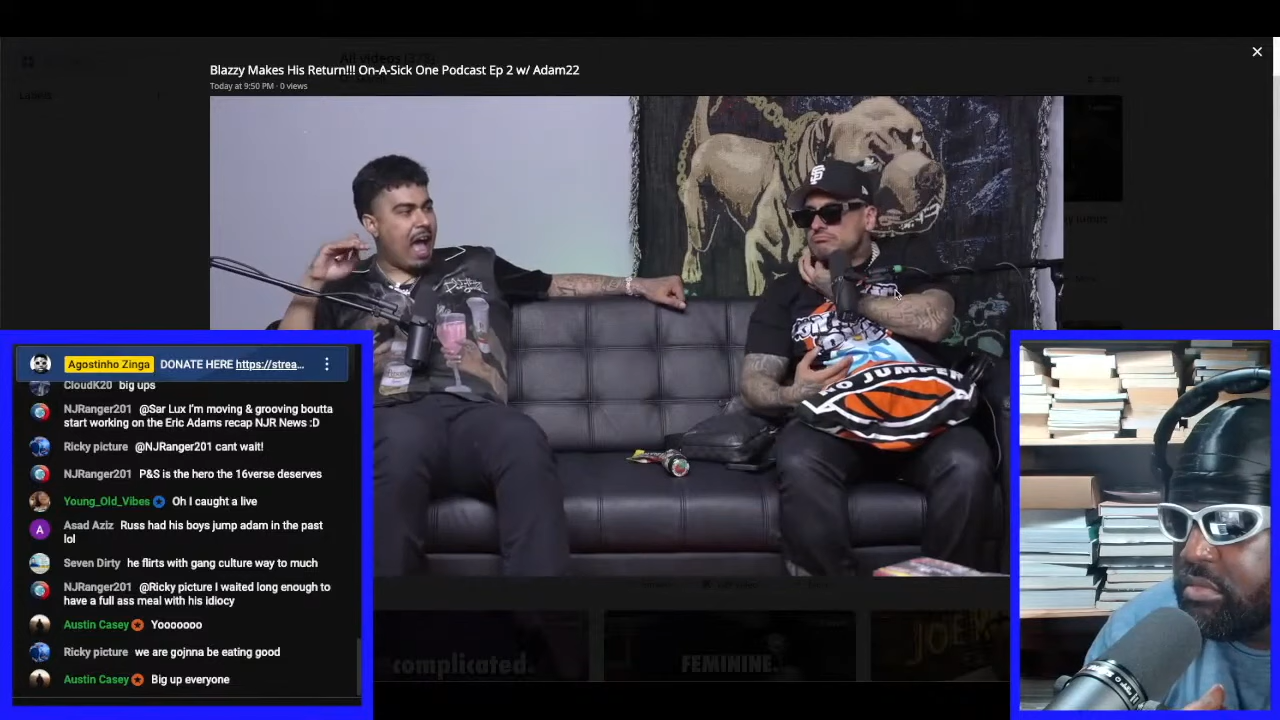 Blazzy Makes His Return!!! On-A-Sick One Podcast Ep 2 w/ Adam22
Today at 9:50 PM · 0 views
SF
NO JUMPER
Agostinho Zinga DONATE HERE https://strea...
CloudK20 big ups
NJRanger201 @Sar Lux I'm moving & grooving boutta
start working on the Eric Adams recap NJR News :D
Ricky picture @NJRanger201 cant wait!
NJRanger201 P&S is the hero the 16verse deserves
Young_Old_Vibes Oh I caught a live
Asad Aziz Russ had his boys jump adam in the past
lol
Seven Dirty he flirts with gang culture way to much
NJRanger201 @Ricky picture I waited long enough to
have a full ass meal with his idiocy
Austin Casey Yooooooo
Ricky picture we are gojnna be eating good
Austin Casey Big up everyone
complicated.
FEMININE.